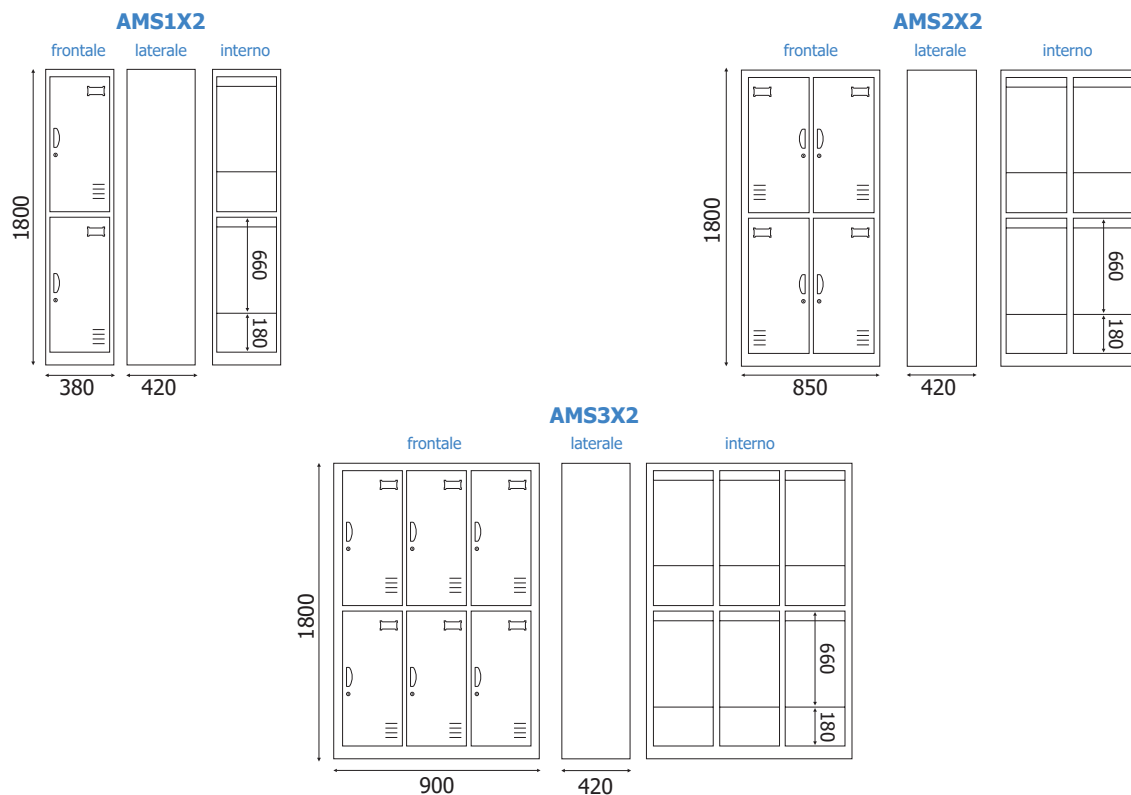 AMS1X2
frontale laterale interno
1800
660
180
380 420
AMS2X2
frontale laterale interno
1800
660
180
850 420
AMS3X2
frontale laterale interno
1800
660
180
900 420